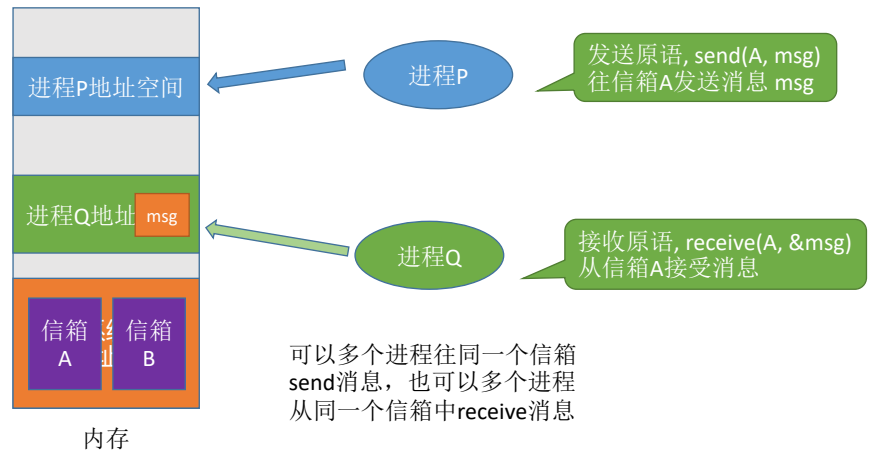 进程P地址空间
进程P
发送原语, send(A, msg)
往信箱A发送消息 msg
进程Q地址
msg
进程Q
接收原语, receive(A, &msg)
从信箱A接受消息
信箱
A
信箱
B
可以多个进程往同一个信箱
send消息，也可以多个进程
从同一个信箱中receive消息
内存